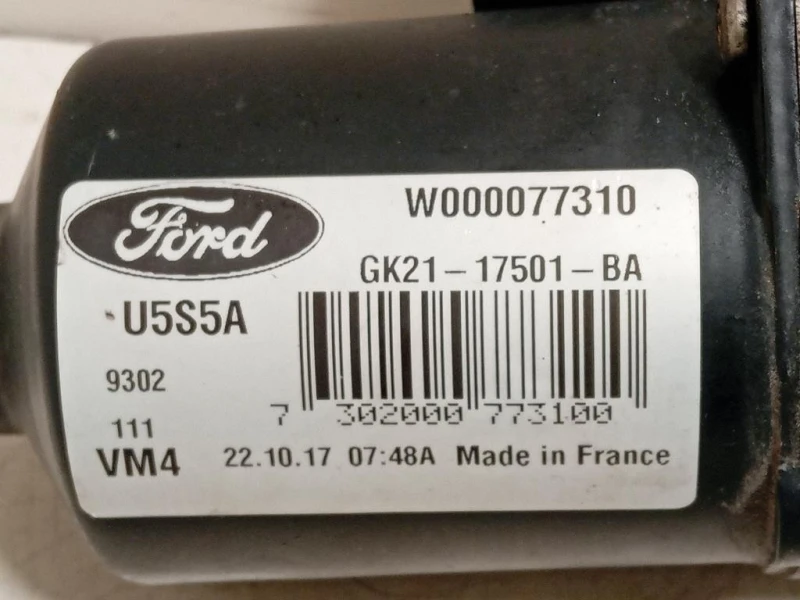 Ford
W000077310
GK21-17501-BA
U5S5A
9302
7 302000 773100
111
VM4 22.10.17 07:48A Made in France